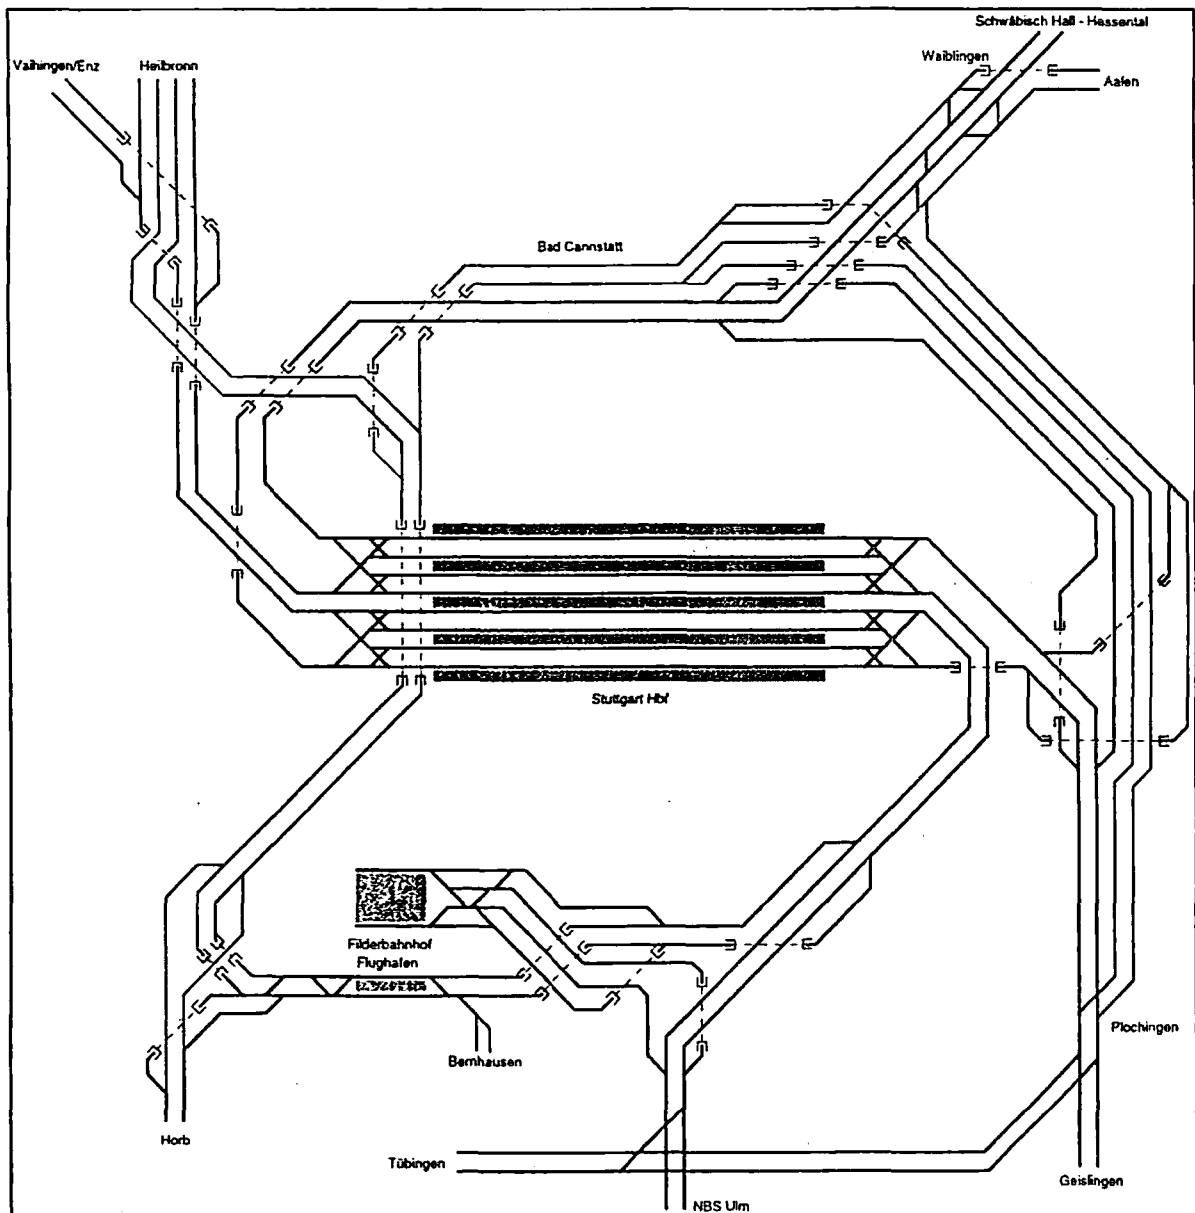 Schwäbisch Hall - Hessental
Waiblingen
Vaihingen/Enz
Heilbronn
Aalen
Bad Cannstatt
Stuttgart Hbf
Filderbahnhof
Flughafen
Plochingen
Bernhausen
Horb
Tübingen
Geislingen
NBS Ulm